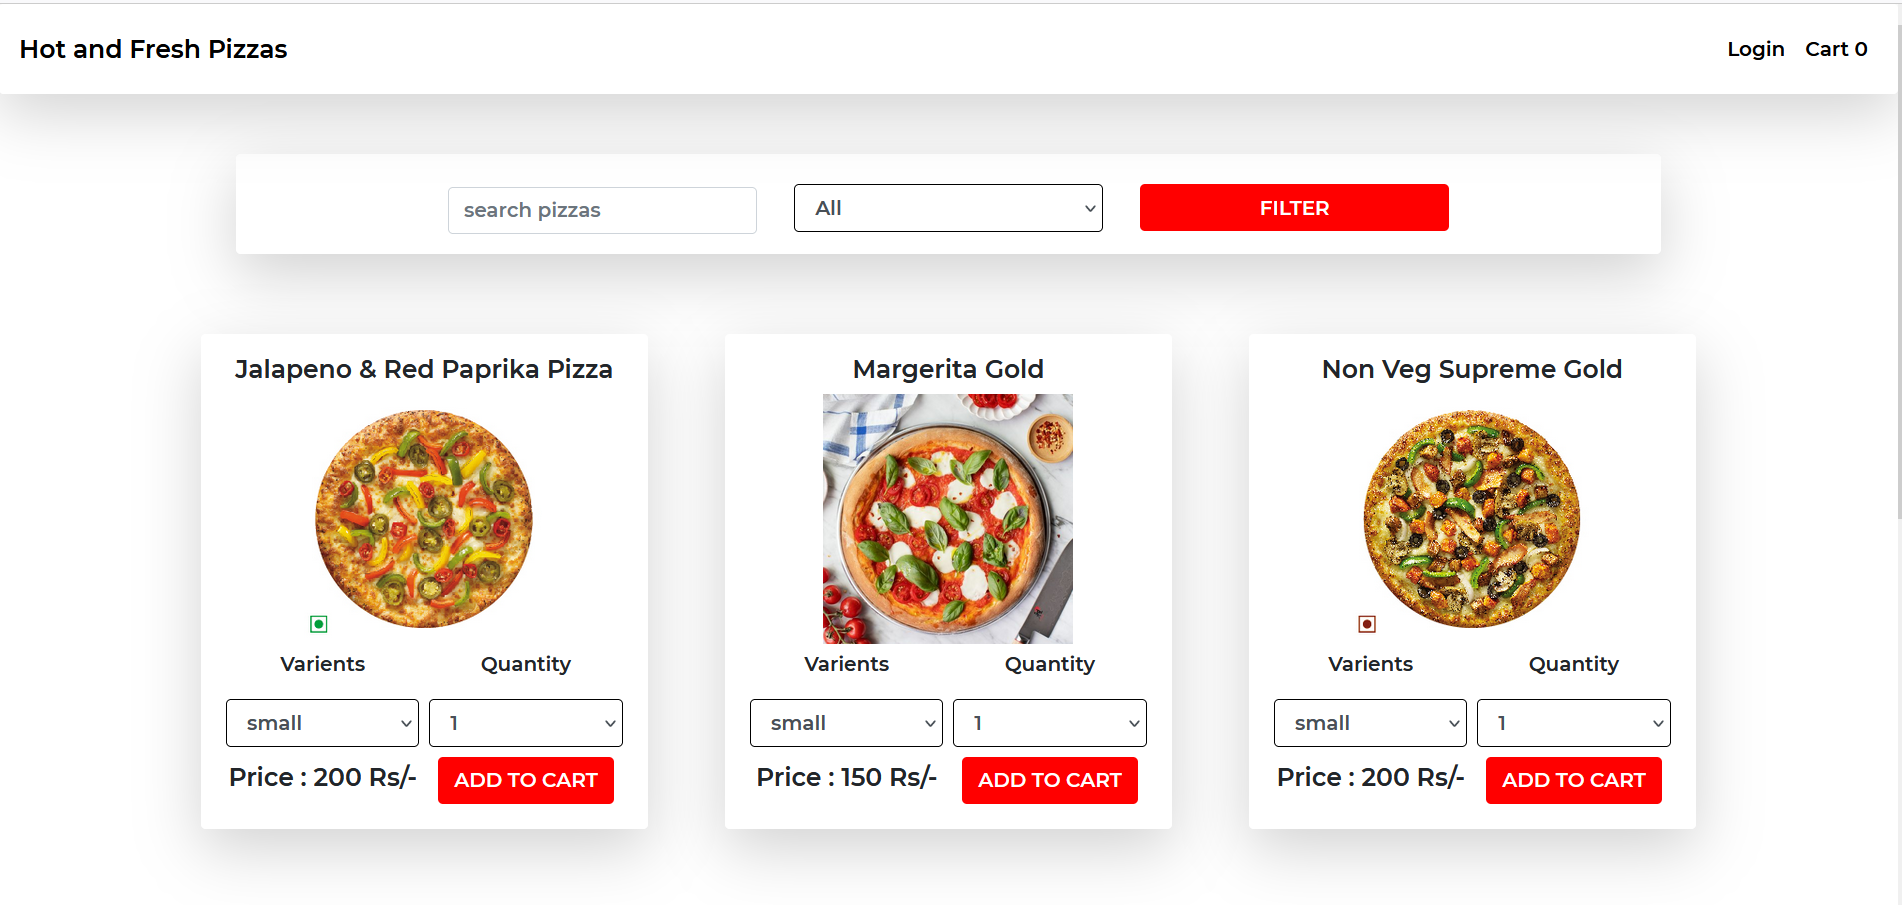 Hot and Fresh Pizzas
Login Cart 0
search pizzas
All
FILTER
Jalapeno & Red Paprika Pizza
Varients Quantity
small 1
Price : 200 Rs/- ADD TO CART
Margerita Gold
Varients Quantity
small 1
Price : 150 Rs/- ADD TO CART
Non Veg Supreme Gold
Varients Quantity
small 1
Price : 200 Rs/- ADD TO CART